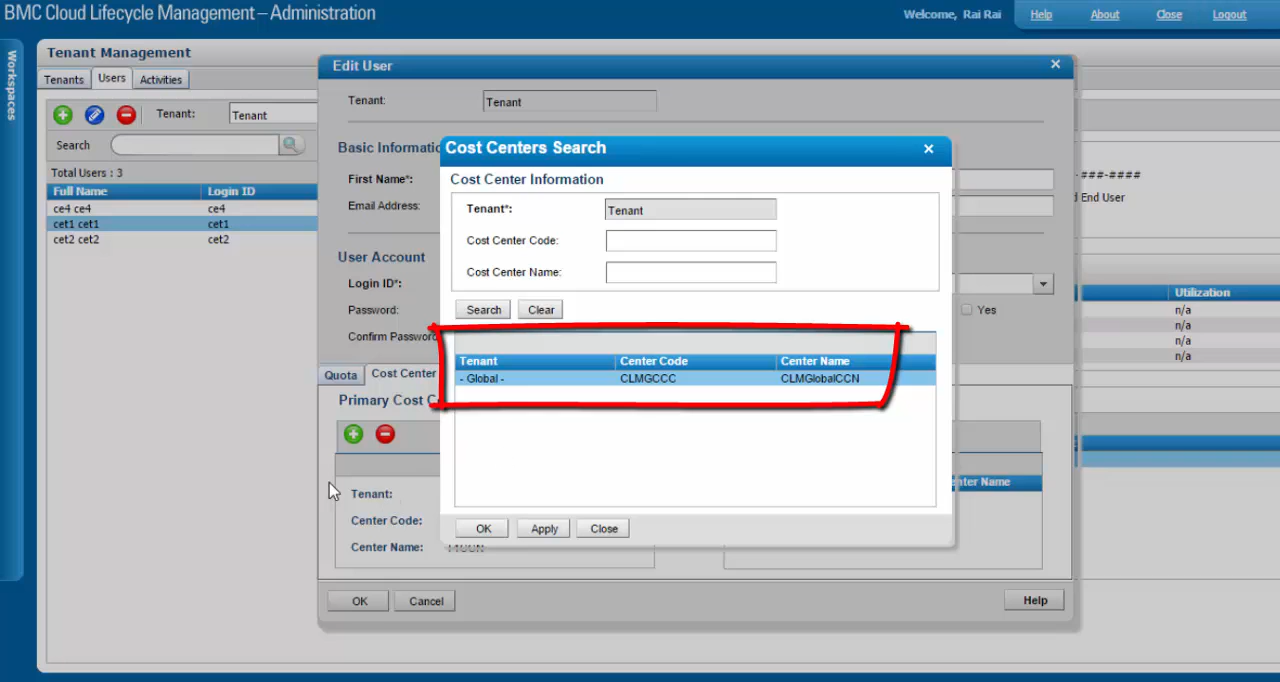 BMC Cloud Lifecycle Management – Administration
Welcome, Rai Rai Help About Close Logout
Workspaces
Tenant Management
Tenants Users Activities
Tenant: Tenant
Search
Total Users : 3
Full Name Login ID
ce4 ce4 ce4
cet1 cet1 cet1
cet2 cet2 cet2
Edit User
Tenant: Tenant
Basic Informatio
First Name*:
Email Address:
User Account
Login ID*:
Password: Yes
Confirm Password
Quota Cost Center
Primary Cost C
Tenant:
Center Code:
Center Name:
enter Name
OK Cancel Help
Cost Centers Search
Cost Center Information
Tenant*: Tenant
Cost Center Code:
Cost Center Name:
Search Clear
Tenant Center Code Center Name
- Global - CLMGCCC CLMGlobalCCN
OK Apply Close
-###-####
d End User
Utilization
n/a
n/a
n/a
n/a